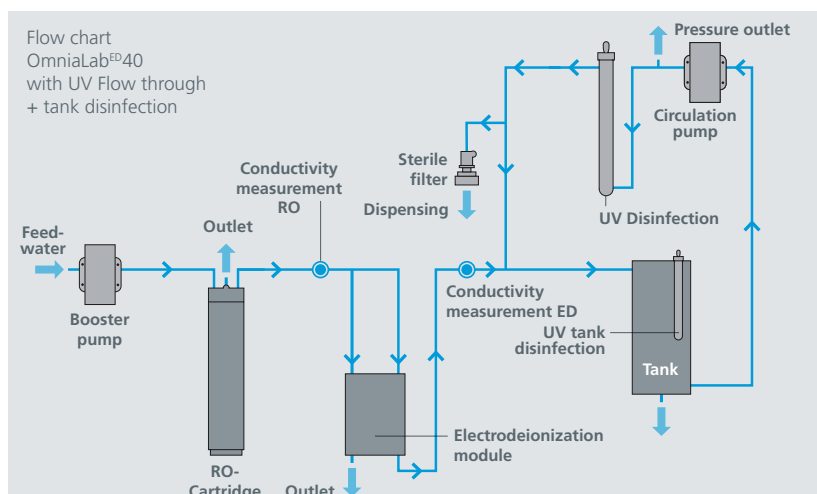 Flow chart
OmniaLabED40
with UV Flow through
+ tank disinfection
Pressure outlet
Circulation
pump
Sterile
filter
Dispensing
UV Disinfection
Conductivity
measurement
RO
Outlet
Feed-
water
Booster
pump
Conductivity
measurement ED
UV tank
disinfection
Tank
Electrodeionization
module
RO-
Cartridge
Outlet